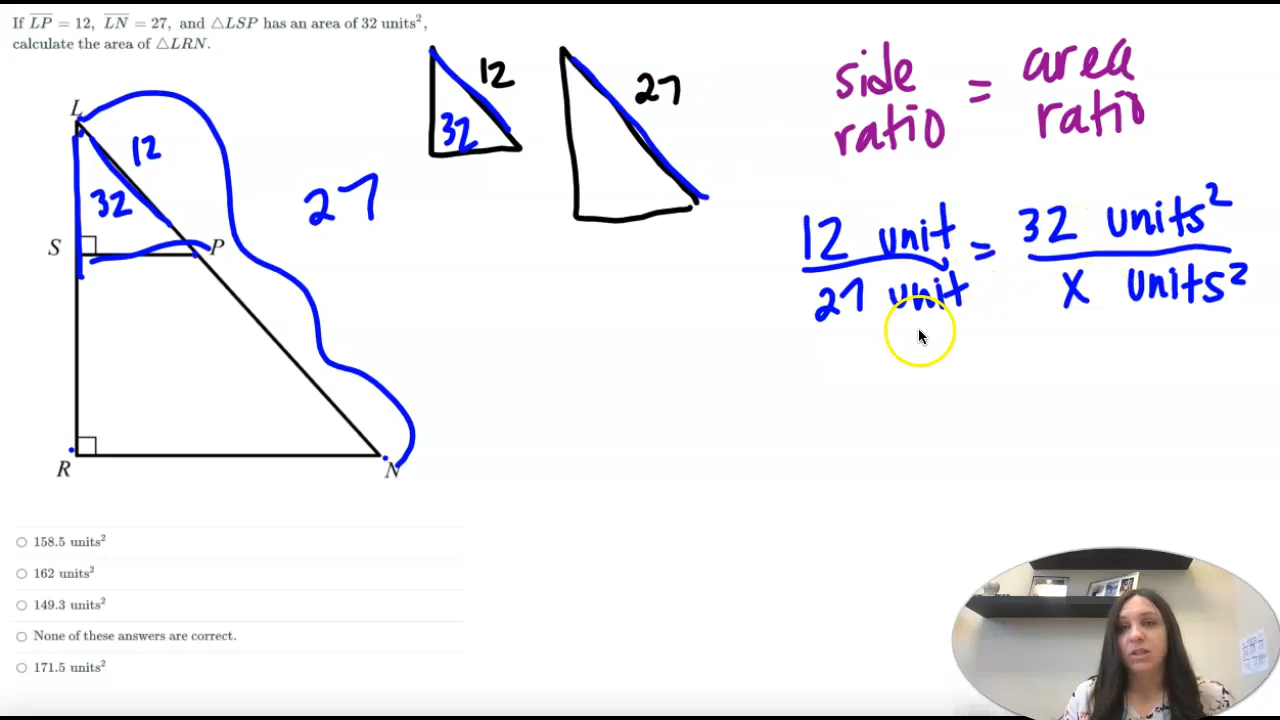 If LP = 12, LN = 27, and △LSP has an area of 32 units²,
calculate the area of △LRN.
L
12
32
S
P
27
R
N
12
32
27
side
ratio
=
area
ratio
12 unit
27 unit
=
32 units²
x units²
158.5 units²
162 units²
149.3 units²
None of these answers are correct.
171.5 units²